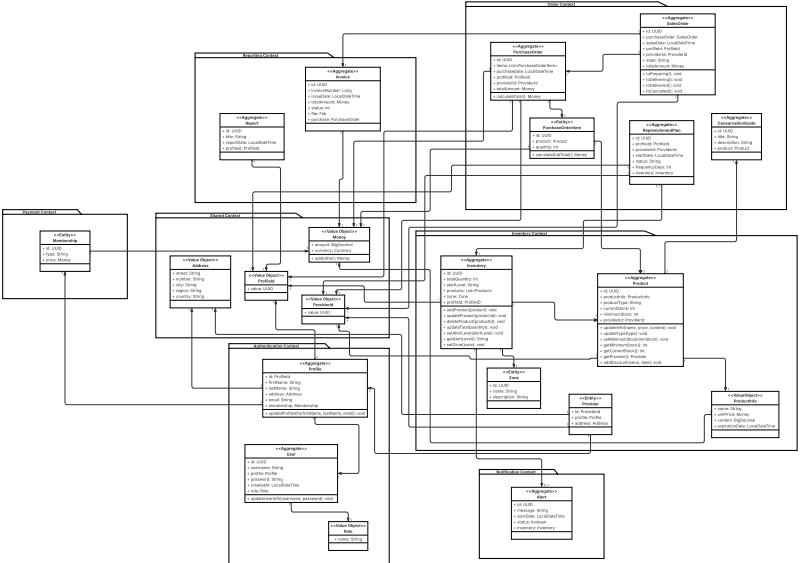 Order Context
<<Aggregate>>
SalesOrder
+ id: UUID
+ purchaseOrder: SalesOrder
+ salesDate: LocalDateTime
+ profileId: ProfileId
+ providerId: ProviderId
+ state: String
+ totalAmount: Money
+ toPreparing(): void
+ toDelivering(): void
+ toDelivered(): void
+ toCancelled(): void
<<Aggregate>>
PurchaseOrder
+ id: UUID
+ items: List<PurchaseOrderItem>
+ purchaseDate: LocalDateTime
+ profileId: ProfileId
+ providerId: ProviderId
+ totalAmount: Money
+ calculateTotal(): Money
<<Entity>>
PurchaseOrderItem
+ id: UUID
+ product: Product
+ quantity: int
+ calculateSubTotal(): Money
<<Aggregate>>
ReplenishmentPlan
+ id: UUID
+ profileId: ProfileId
+ providerId: ProviderId
+ startDate: LocalDateTime
+ status: String
+ frequencyDays: int
+ inventory: Inventory
<<Aggregate>>
ConservationGuide
+ id: UUID
+ title: String
+ description: String
+ product: Product
Reporting Context
<<Aggregate>>
Invoice
+ id: UUID
+ invoiceNumber: Long
+ issueDate: LocalDateTime
+ totalAmount: Money
+ status: int
+ file: File
+ purchase: PurchaseOrder
<<Aggregate>>
Report
+ id: UUID
+ title: String
+ reportDate: LocalDateTime
+ profileId: ProfileId
Payment Context
<<Entity>>
Membership
+ id: String
+ type: String
+ price: Money
Shared Context
<<Value Object>>
Money
+ amount: BigDecimal
+ currency: Currency
+ add(other): Money
<<Value Object>>
Address
+ street: String
+ number: String
+ city: String
+ region: String
+ country: String
<<Value Object>>
ProfileId
+ value: UUID
<<Value Object>>
ProviderId
+ value: UUID
Inventory Context
<<Aggregate>>
Inventory
+ id: UUID
+ totalQuantity: int
+ alertLevel: String
+ products: List<Product>
+ zone: Zone
+ profileId: ProfileID
+ addProduct(product): void
+ updateProduct(productId): void
+ deleteProduct(productId): void
+ updateTotalQuantity(): void
+ setAlertLevel(alertLevel): void
+ getAlertLevel(): String
+ setZone(zone): void
<<Aggregate>>
Product
+ id: UUID
+ productInfo: ProductInfo
+ productType: String
+ currentStock: int
+ minimumStock: int
+ providerId: ProviderId
+ updateInfo(name, price, content): void
+ updateType(type): void
+ setMinimumStock(minStock): void
+ getMinimumStock(): int
+ getCurrentStock(): int
+ getProvider(): Provider
+ addDiscount(value, date): void
<<Entity>>
Zone
+ id: UUID
+ name: String
+ description: String
<<Entity>>
Provider
+ id: ProviderId
+ profile: Profile
+ address: Address
<<ValueObject>>
ProductInfo
+ name: String
+ unitPrice: Money
+ content: BigDecimal
+ expirationDate: LocalDateTime
Authentication Context
<<Aggregate>>
Profile
+ id: ProfileId
+ firstName: String
+ lastName: String
+ address: Address
+ email: String
+ membership: Membership
+ updateProfileInfo(firstName, lastName, email): void
<<Aggregate>>
User
+ id: UUID
+ username: String
+ profile: Profile
+ password: String
+ createdAt: LocalDateTime
+ role: Role
+ updateUserInfo(username, password): void
<<Value Object>>
Role
+ name: String
Notification Context
<<Aggregate>>
Alert
+ id: UUID
+ message: String
+ alertDate: LocalDateTime
+ status: boolean
+ inventory: Inventory